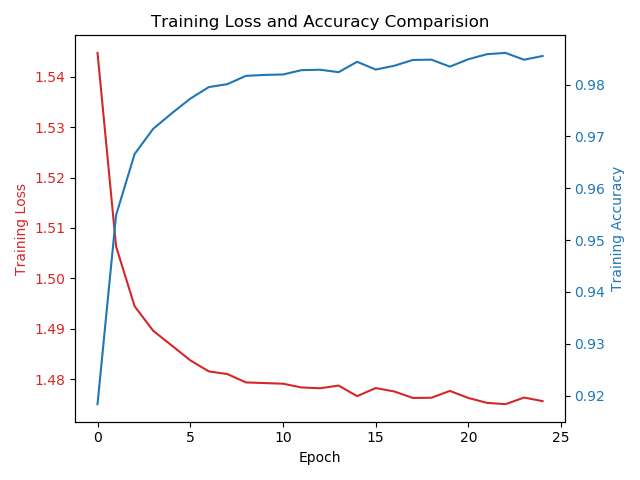 Training Loss and Accuracy Comparision
1.54
1.53
1.52
1.51
1.50
1.49
1.48
Training Loss
0.98
0.97
0.96
0.95
0.94
0.93
0.92
Training Accuracy
0 5 10 15 20 25
Epoch